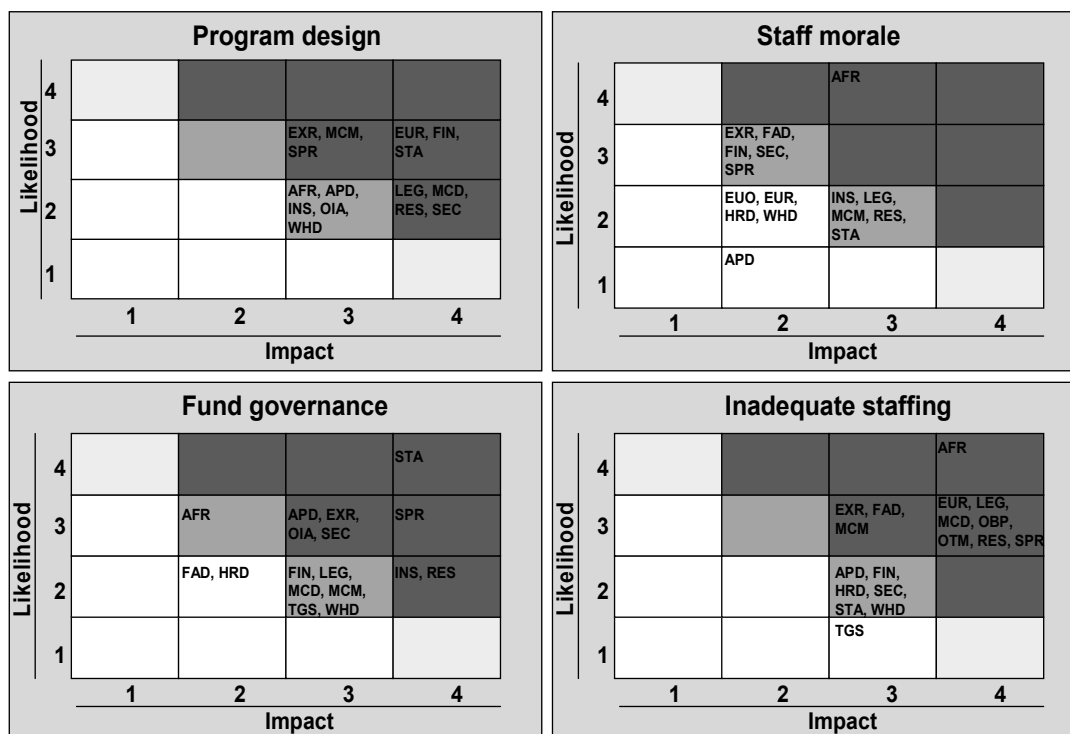 Program design
Likelihood
4
3
EXR, MCM,
SPR
EUR, FIN,
STA
2
AFR, APD,
INS, OIA,
WHD
LEG, MCD,
RES, SEC
1
1 2 3 4
Impact
Staff morale
Likelihood
4
AFR
3
EXR, FAD,
FIN, SEC,
SPR
2
EUO, EUR,
HRD, WHD
INS, LEG,
MCM, RES,
STA
1
APD
1 2 3 4
Impact
Fund governance
Likelihood
4
STA
3
AFR
APD, EXR,
OIA, SEC
SPR
2
FAD, HRD
FIN, LEG,
MCD, MCM,
TGS, WHD
INS, RES
1
1 2 3 4
Impact
Inadequate staffing
Likelihood
4
AFR
3
EXR, FAD,
MCM
EUR, LEG,
MCD, OBP,
OTM, RES, SPR
2
APD, FIN,
HRD, SEC,
STA, WHD
1
TGS
1 2 3 4
Impact